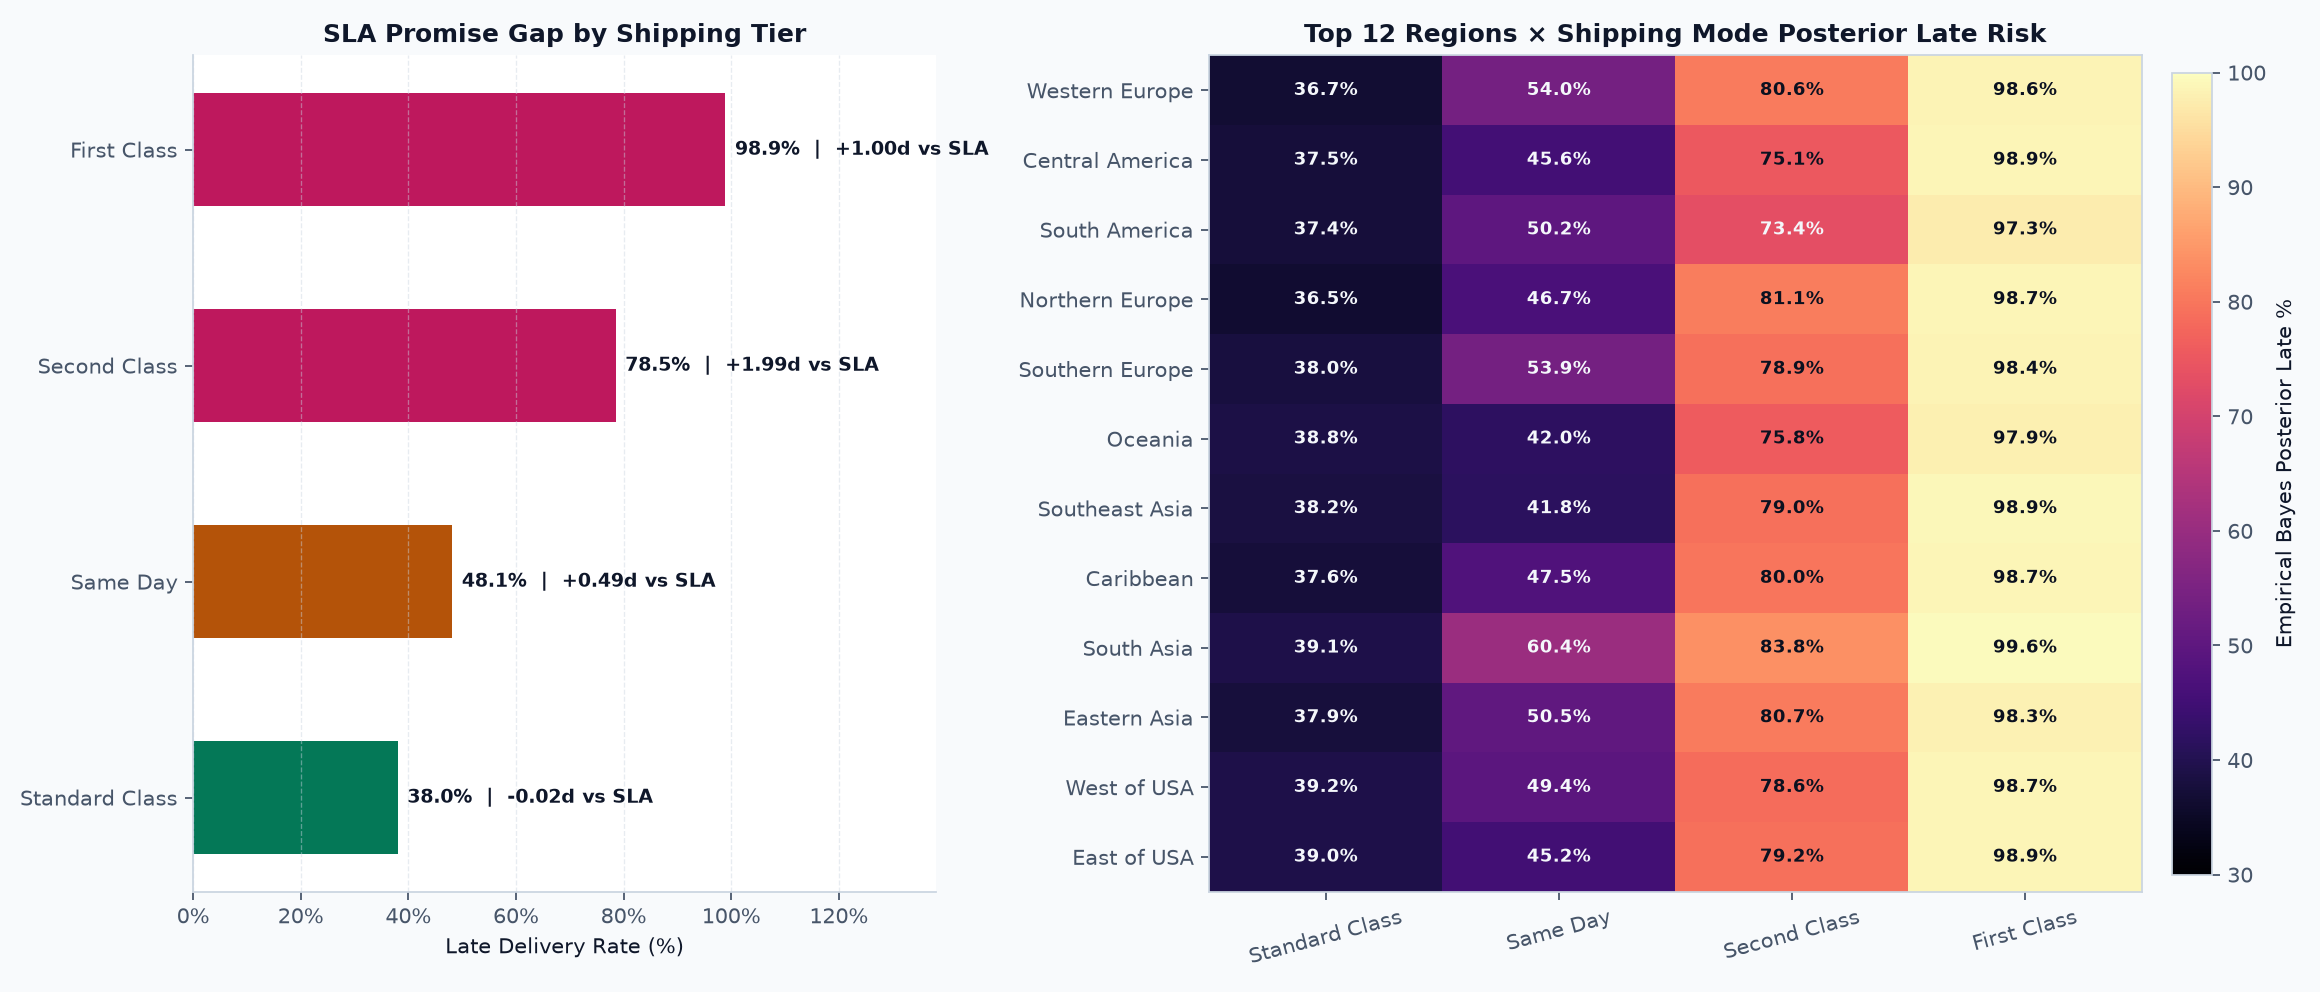 SLA Promise Gap by Shipping Tier
First Class
98.9%  |  +1.00d vs SLA
Second Class
78.5%  |  +1.99d vs SLA
Same Day
48.1%  |  +0.49d vs SLA
Standard Class
38.0%  |  -0.02d vs SLA
0% 20% 40% 60% 80% 100% 120%
Late Delivery Rate (%)
Top 12 Regions × Shipping Mode Posterior Late Risk
Western Europe 36.7% 54.0% 80.6% 98.6%
Central America 37.5% 45.6% 75.1% 98.9%
South America 37.4% 50.2% 73.4% 97.3%
Northern Europe 36.5% 46.7% 81.1% 98.7%
Southern Europe 38.0% 53.9% 78.9% 98.4%
Oceania 38.8% 42.0% 75.8% 97.9%
Southeast Asia 38.2% 41.8% 79.0% 98.9%
Caribbean 37.6% 47.5% 80.0% 98.7%
South Asia 39.1% 60.4% 83.8% 99.6%
Eastern Asia 37.9% 50.5% 80.7% 98.3%
West of USA 39.2% 49.4% 78.6% 98.7%
East of USA 39.0% 45.2% 79.2% 98.9%
Standard Class Same Day Second Class First Class
100
90
80
70
60
50
40
30
Empirical Bayes Posterior Late %